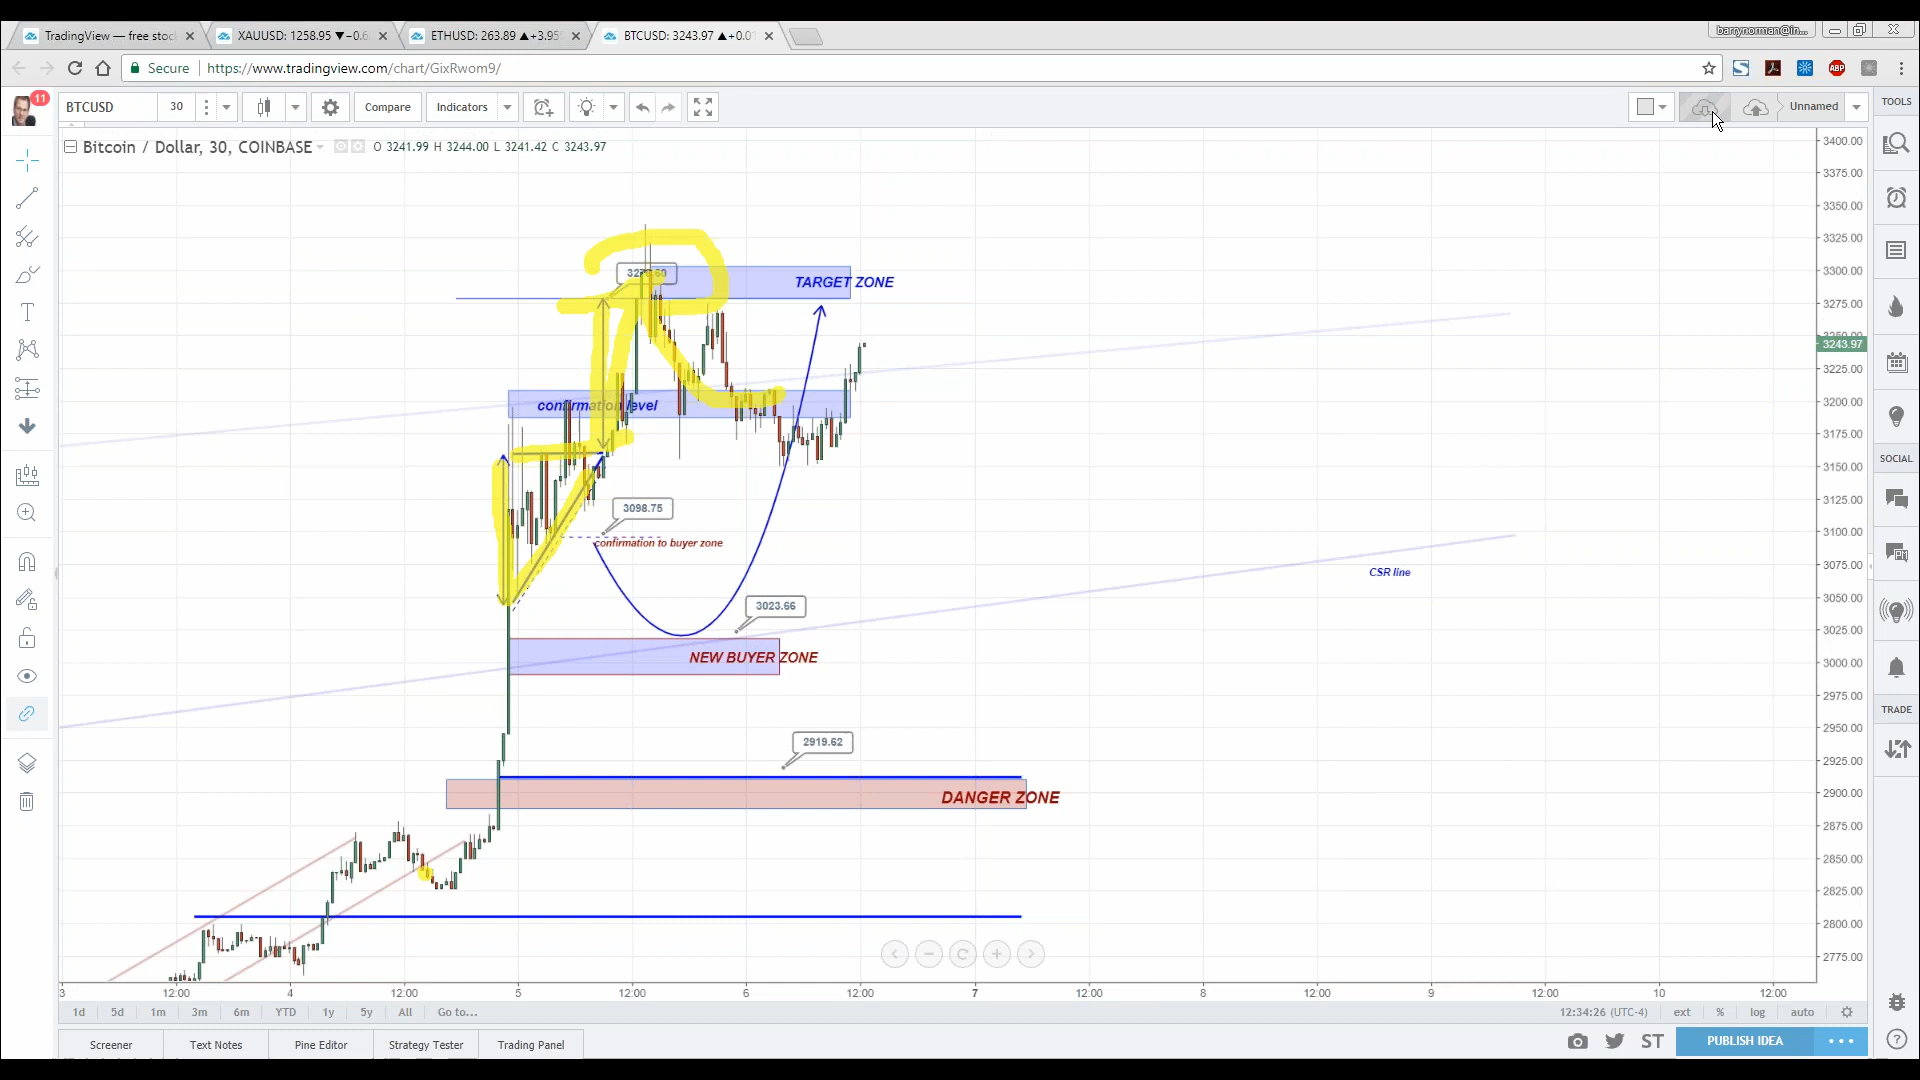 TradingView — free stoc
XAUUSD: 1258.95 ▼−0.6
ETHUSD: 263.89 ▲+3.95
BTCUSD: 3243.97 ▲+0.0
barrynorman@in...
Secure
https://www.tradingview.com/chart/GixRwom9/
ABP
11
BTCUSD
30
Compare
Indicators
Unnamed
TOOLS
Bitcoin / Dollar, 30, COINBASE
O 3241.99 H 3244.00 L 3241.42 C 3243.97
3400.00
3375.00
3350.00
3325.00
3300.00
3275.00
3250.00
3243.97
3225.00
3200.00
3175.00
3150.00
3125.00
3100.00
3075.00
3050.00
3025.00
3000.00
2975.00
2950.00
2925.00
2900.00
2875.00
2850.00
2825.00
2800.00
2775.00
TARGET ZONE
confirmation level
3098.75
confirmation to buyer zone
CSR line
3023.66
NEW BUYER ZONE
2919.62
DANGER ZONE
SOCIAL
TRADE
3 12:00 4 12:00 5 12:00 6 12:00 7 12:00 8 12:00 9 12:00 10 12:00
1d 5d 1m 3m 6m YTD 1y 5y All Go to...
12:34:26 (UTC-4) ext % log auto
Screener
Text Notes
Pine Editor
Strategy Tester
Trading Panel
ST
PUBLISH IDEA